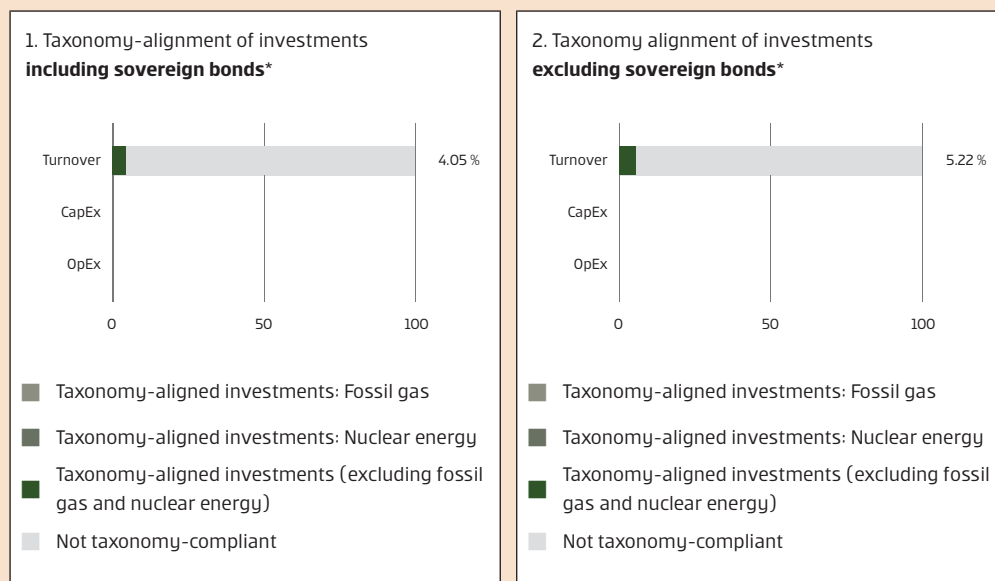 1. Taxonomy-alignment of investments
including sovereign bonds*
Turnover
4.05 %
CapEx
OpEx
0 50 100
Taxonomy-aligned investments: Fossil gas
Taxonomy-aligned investments: Nuclear energy
Taxonomy-aligned investments (excluding fossil
gas and nuclear energy)
Not taxonomy-compliant
2. Taxonomy alignment of investments
excluding sovereign bonds*
Turnover
5.22 %
CapEx
OpEx
0 50 100
Taxonomy-aligned investments: Fossil gas
Taxonomy-aligned investments: Nuclear energy
Taxonomy-aligned investments (excluding fossil
gas and nuclear energy)
Not taxonomy-compliant